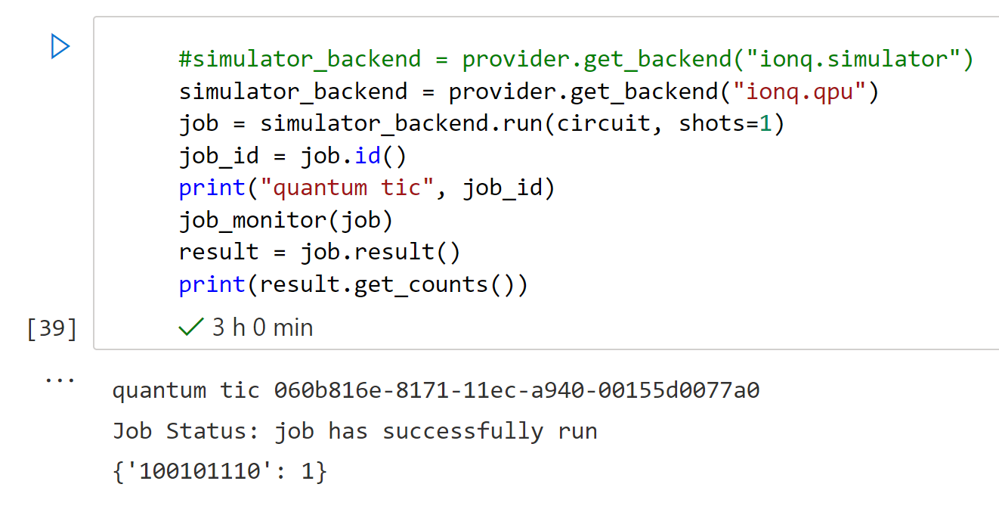 #simulator_backend = provider.get_backend("ionq.simulator")
simulator_backend = provider.get_backend("ionq.qpu")
job = simulator_backend.run(circuit, shots=1)
job_id = job.id()
print("quantum tic", job_id)
job_monitor(job)
result = job.result()
print(result.get_counts())
[39] 3 h 0 min
...
quantum tic 060b816e-8171-11ec-a940-00155d0077a0
Job Status: job has successfully run
{'100101110': 1}